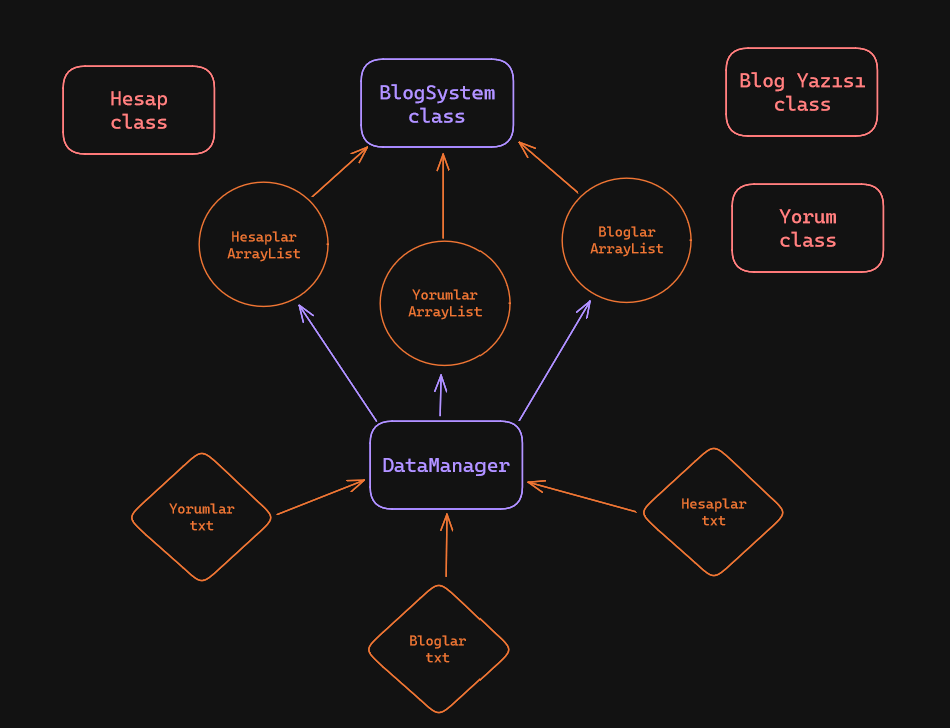 Hesap
class
BlogSystem
class
Blog Yazısı
class
Yorum
class
Hesaplar
ArrayList
Yorumlar
ArrayList
Bloglar
ArrayList
DataManager
Yorumlar
txt
Hesaplar
txt
Bloglar
txt